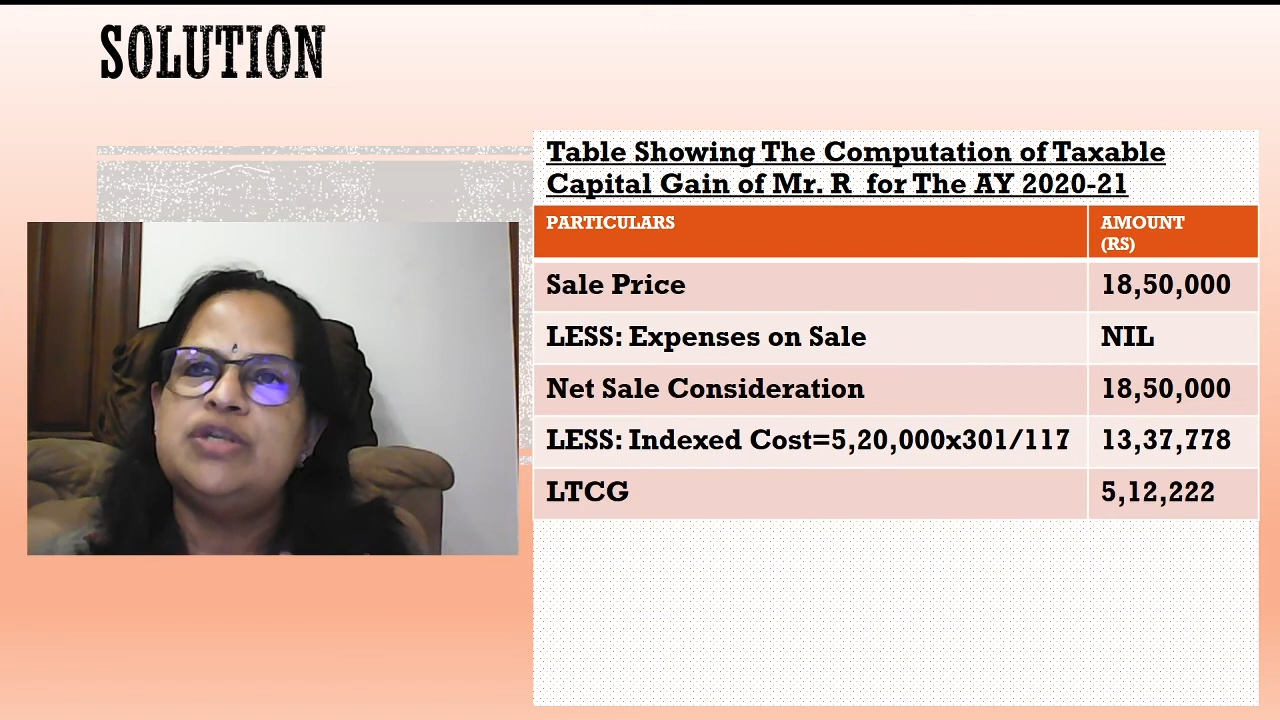 SOLUTION
Table Showing The Computation of Taxable
Capital Gain of Mr. R for The AY 2020-21
PARTICULARS
AMOUNT
(RS)
Sale Price
18,50,000
LESS: Expenses on Sale
NIL
Net Sale Consideration
18,50,000
LESS: Indexed Cost=5,20,000x301/117
13,37,778
LTCG
5,12,222